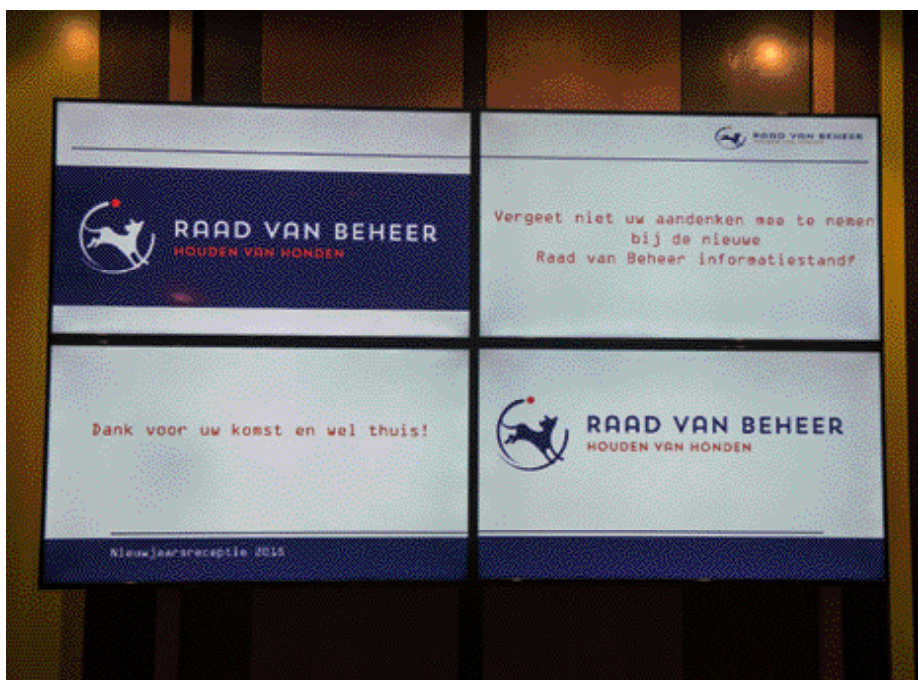 RAAD VAN BEHEER
HOUDEN VAN HONDEN
RAAD VAN BEHEER
Vergeet niet uw aandenken mee te nemen
bij de nieuwe
Raad van Beheer informatiestand!
Dank voor uw komst en wel thuis!
Nieuwjaarsreceptie
RAAD VAN BEHEER
HOUDEN VAN HONDEN